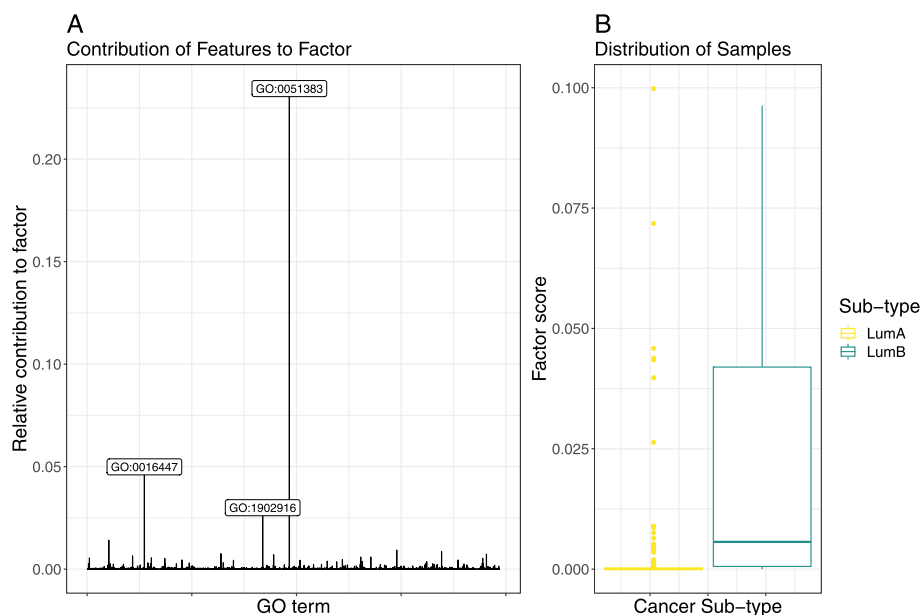 A
Contribution of Features to Factor
Relative contribution to factor
0.20
0.15
0.10
0.05
0.00
GO:0051383
GO:0016447
GO:1902916
GO term
B
Distribution of Samples
Factor score
0.100
0.075
0.050
0.025
0.000
Cancer Sub-type
Sub-type
LumA
LumB